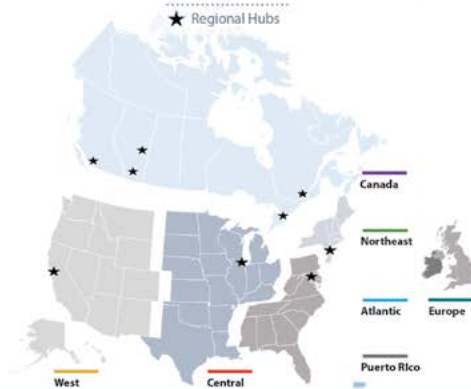 Regional Hubs
Canada
Northeast
Atlantic
Europe
Puerto RIco
West
Central